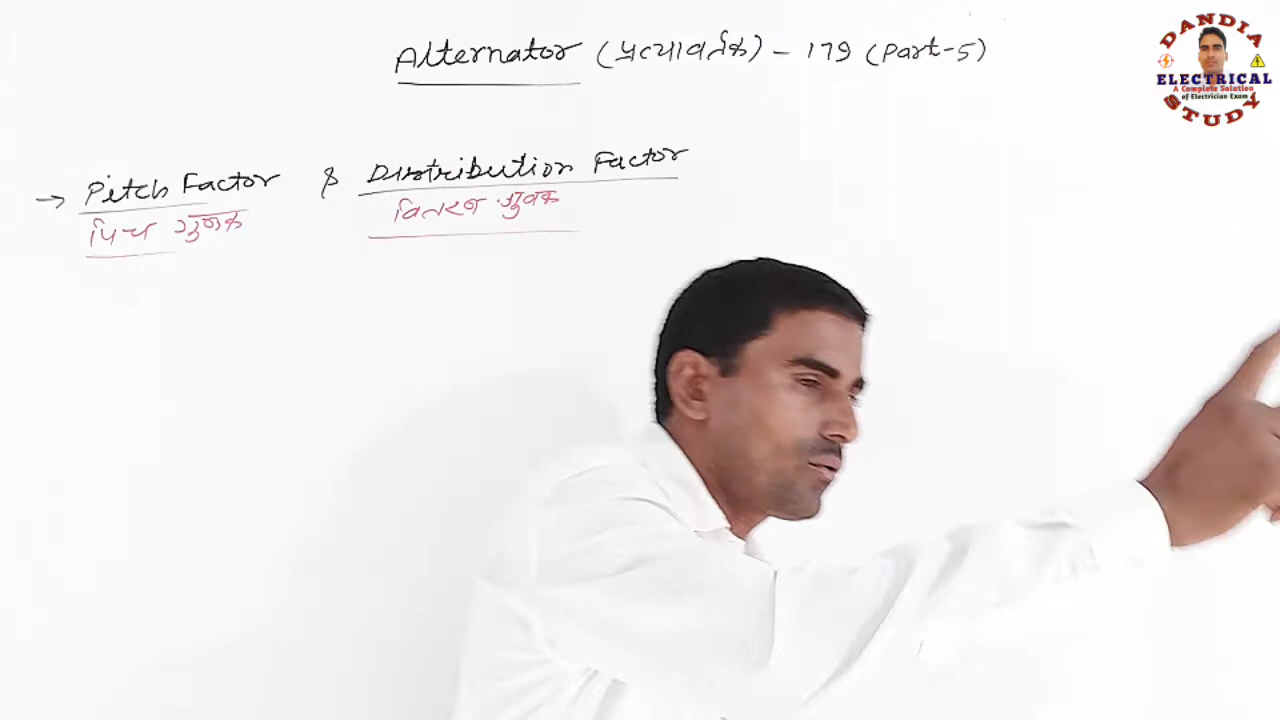 Alternator (प्रत्यावर्तक) - 179 (Part-5)
→ Pitch Factor & Distribution Factor
पिच गुणक वितरण गुणक
DANDIA
ELECTRICAL
A Complete Solution
of Electrician Exam
STUDY